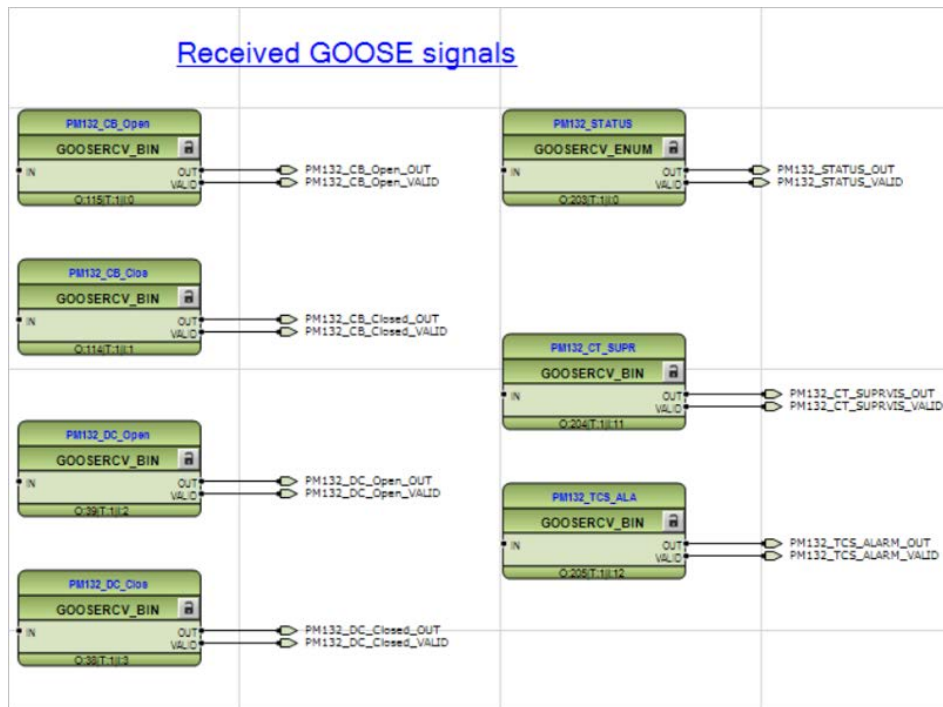 Received GOOSE signals
PM132_CB_Open
GOOSERCV_BIN
IN
OUT
VALID
PM132_CB_Open_OUT
PM132_CB_Open_VALID
O:115|T:1|I:0
PM132_CB_Clos
GOOSERCV_BIN
IN
OUT
VALID
PM132_CB_Closed_OUT
PM132_CB_Closed_VALID
O:114|T:1|I:1
PM132_DC_Open
GOOSERCV_BIN
IN
OUT
VALID
PM132_DC_Open_OUT
PM132_DC_Open_VALID
O:39|T:1|I:2
PM132_DC_Clos
GOOSERCV_BIN
IN
OUT
VALID
PM132_DC_Closed_OUT
PM132_DC_Closed_VALID
O:38|T:1|I:3
PM132_STATUS
GOOSERCV_ENUM
IN
OUT
VALID
PM132_STATUS_OUT
PM132_STATUS_VALID
O:203|T:1|I:0
PM132_CT_SUPR
GOOSERCV_BIN
IN
OUT
VALID
PM132_CT_SUPRVIS_OUT
PM132_CT_SUPRVIS_VALID
O:204|T:1|I:11
PM132_TCS_ALA
GOOSERCV_BIN
IN
OUT
VALID
PM132_TCS_ALARM_OUT
PM132_TCS_ALARM_VALID
O:205|T:1|I:12